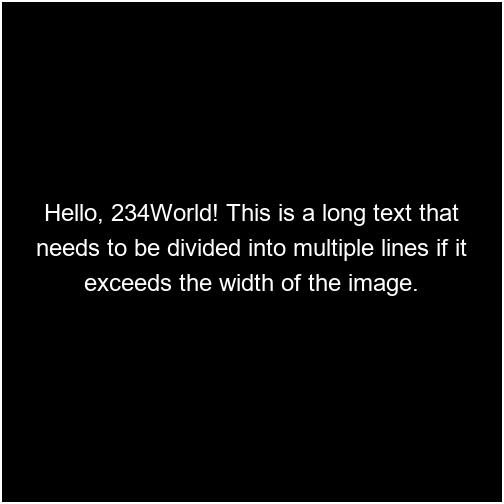 Hello, 234World! This is a long text that
needs to be divided into multiple lines if it
exceeds the width of the image.